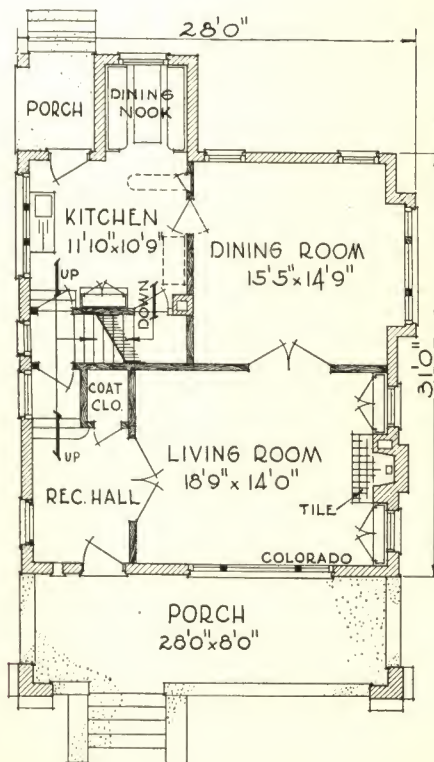 28'0"
PORCH
DINING
NOOK
KITCHEN
11'10"x10'9"
DINING ROOM
15'5" x 14'9"
UP
DOWN
31'0"
COAT
CLO.
UP
LIVING ROOM
18'9" x 14'0"
REC. HALL
TILE
COLORADO
PORCH
28'0"x8'0"